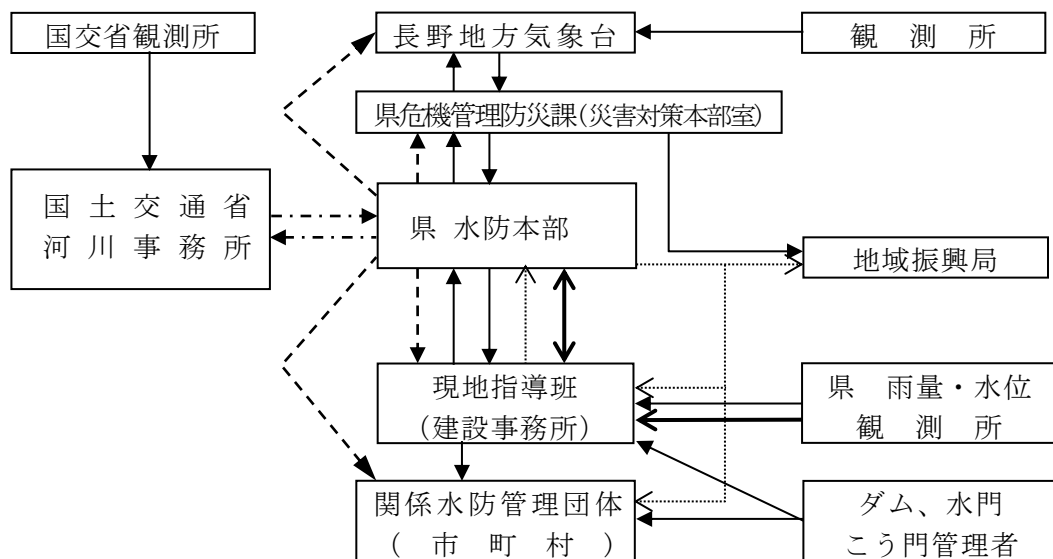 国交省観測所
長野地方気象台
観測所
県危機管理防災課(災害対策本部室)
国土交通省
河川事務所
県 水防本部
地域振興局
現地指導班
(建設事務所)
県 雨量・水位
観測所
関係水防管理団体
(市町村)
ダム、水門
こう門管理者